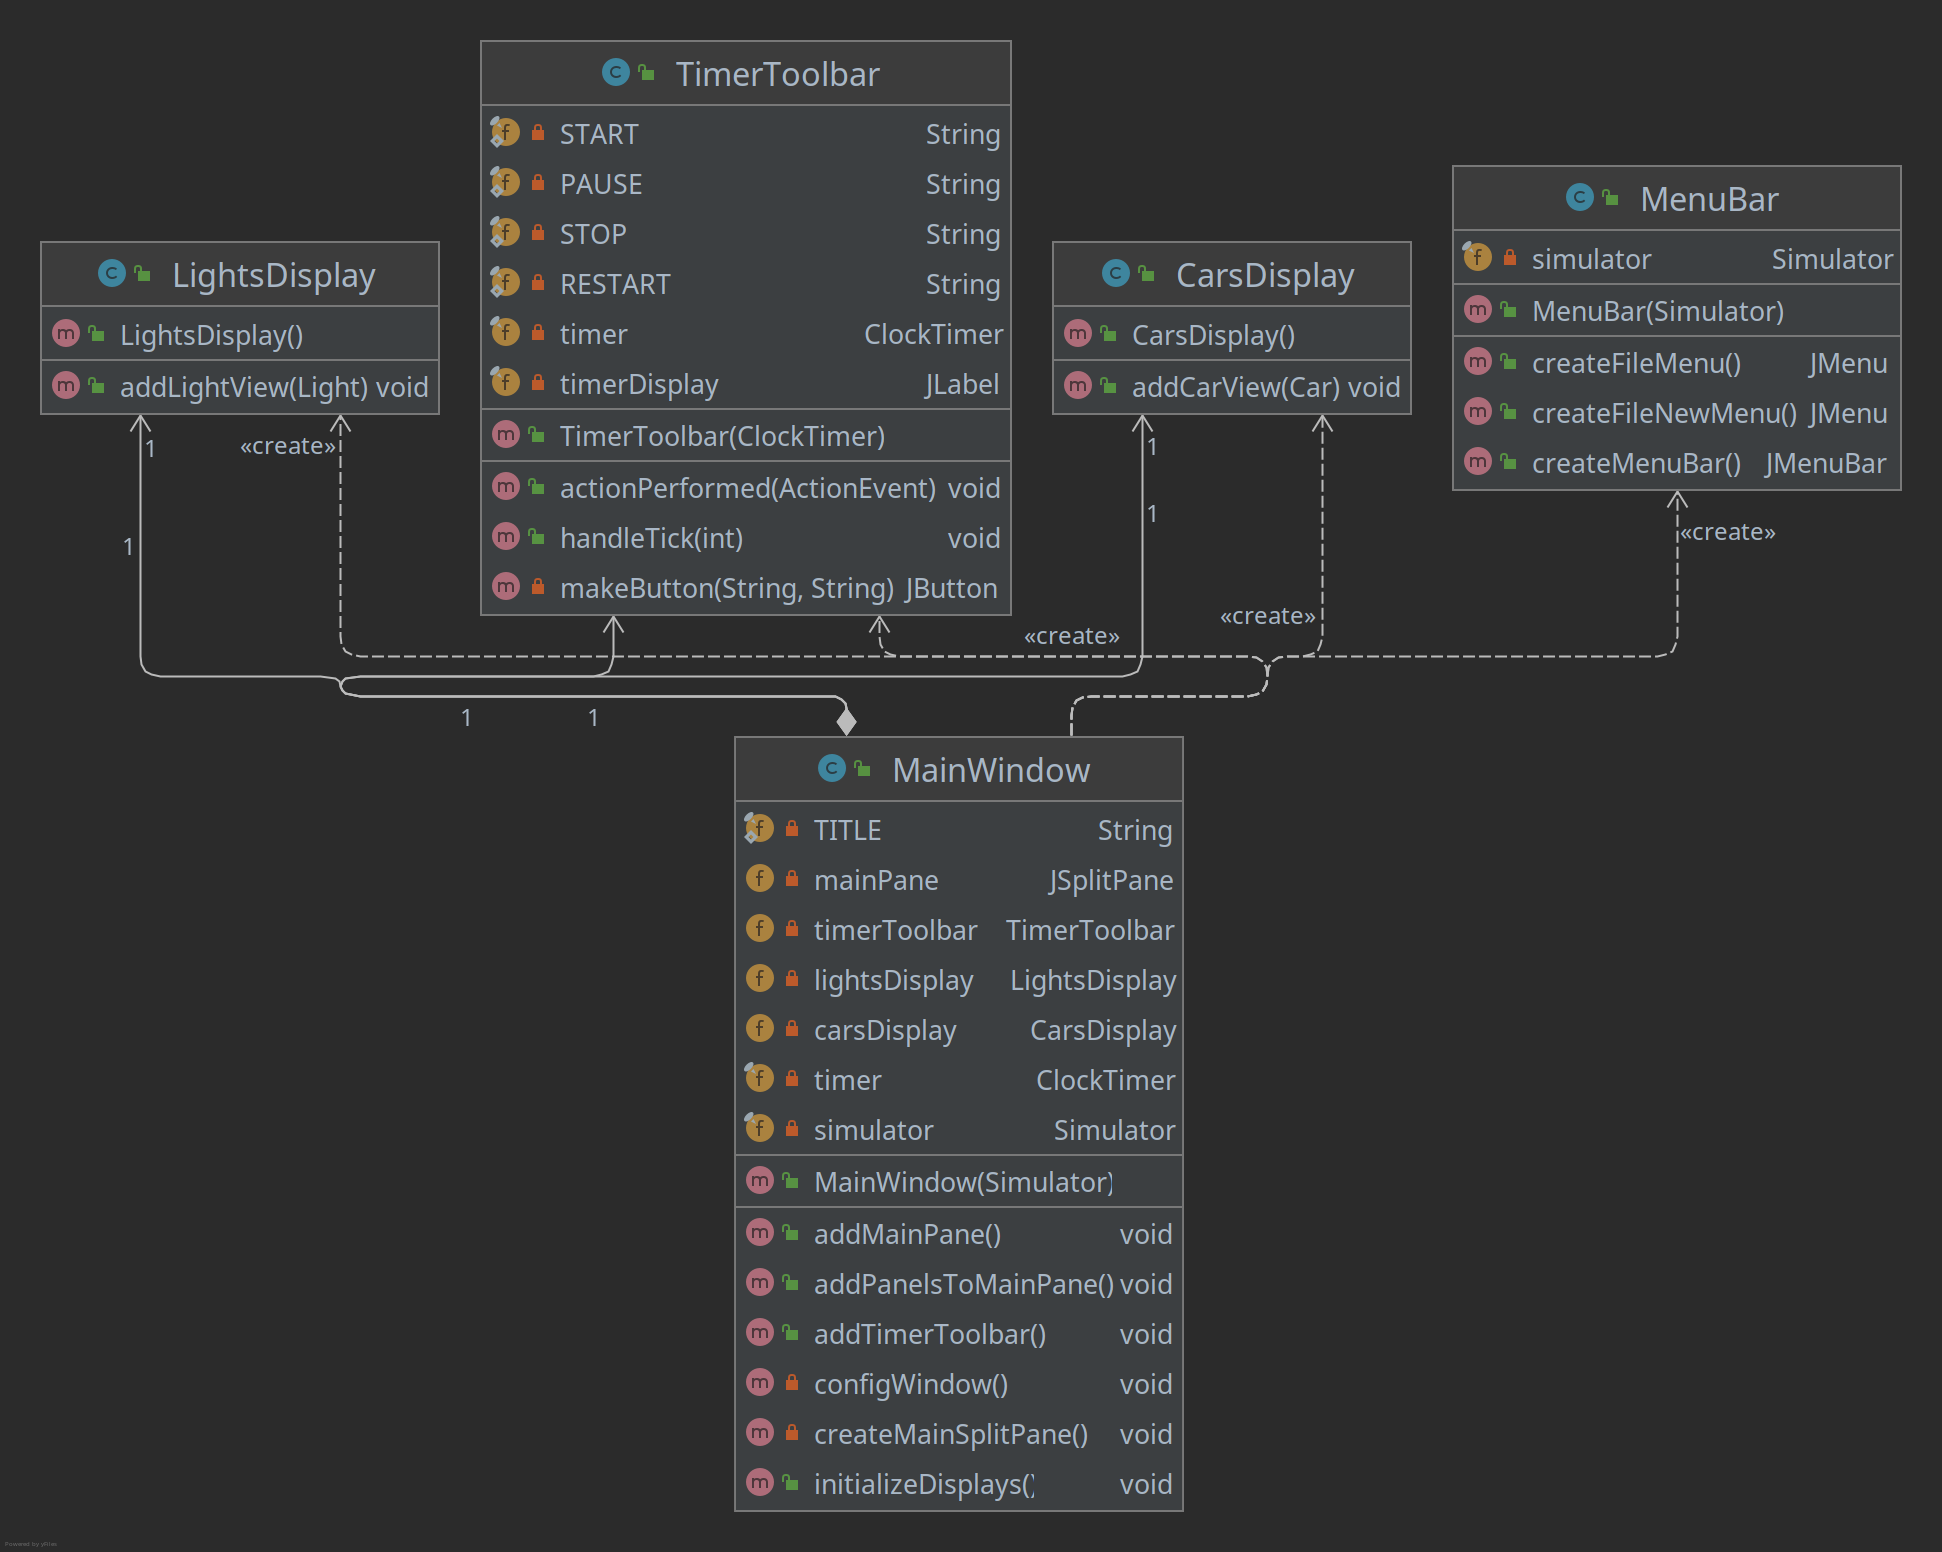 TimerToolbar
START String
PAUSE String
STOP String
RESTART String
timer ClockTimer
timerDisplay JLabel
TimerToolbar(ClockTimer)
actionPerformed(ActionEvent) void
handleTick(int) void
makeButton(String, String) JButton
MenuBar
simulator Simulator
MenuBar(Simulator)
createFileMenu() JMenu
createFileNewMenu() JMenu
createMenuBar() JMenuBar
LightsDisplay
LightsDisplay()
addLightView(Light) void
CarsDisplay
CarsDisplay()
addCarView(Car) void
1
«create»
1
1
1
«create»
«create»
«create»
1
1
MainWindow
TITLE String
mainPane JSplitPane
timerToolbar TimerToolbar
lightsDisplay LightsDisplay
carsDisplay CarsDisplay
timer ClockTimer
simulator Simulator
MainWindow(Simulator)
addMainPane() void
addPanelsToMainPane() void
addTimerToolbar() void
configWindow() void
createMainSplitPane() void
initializeDisplays() void
Powered by yFiles